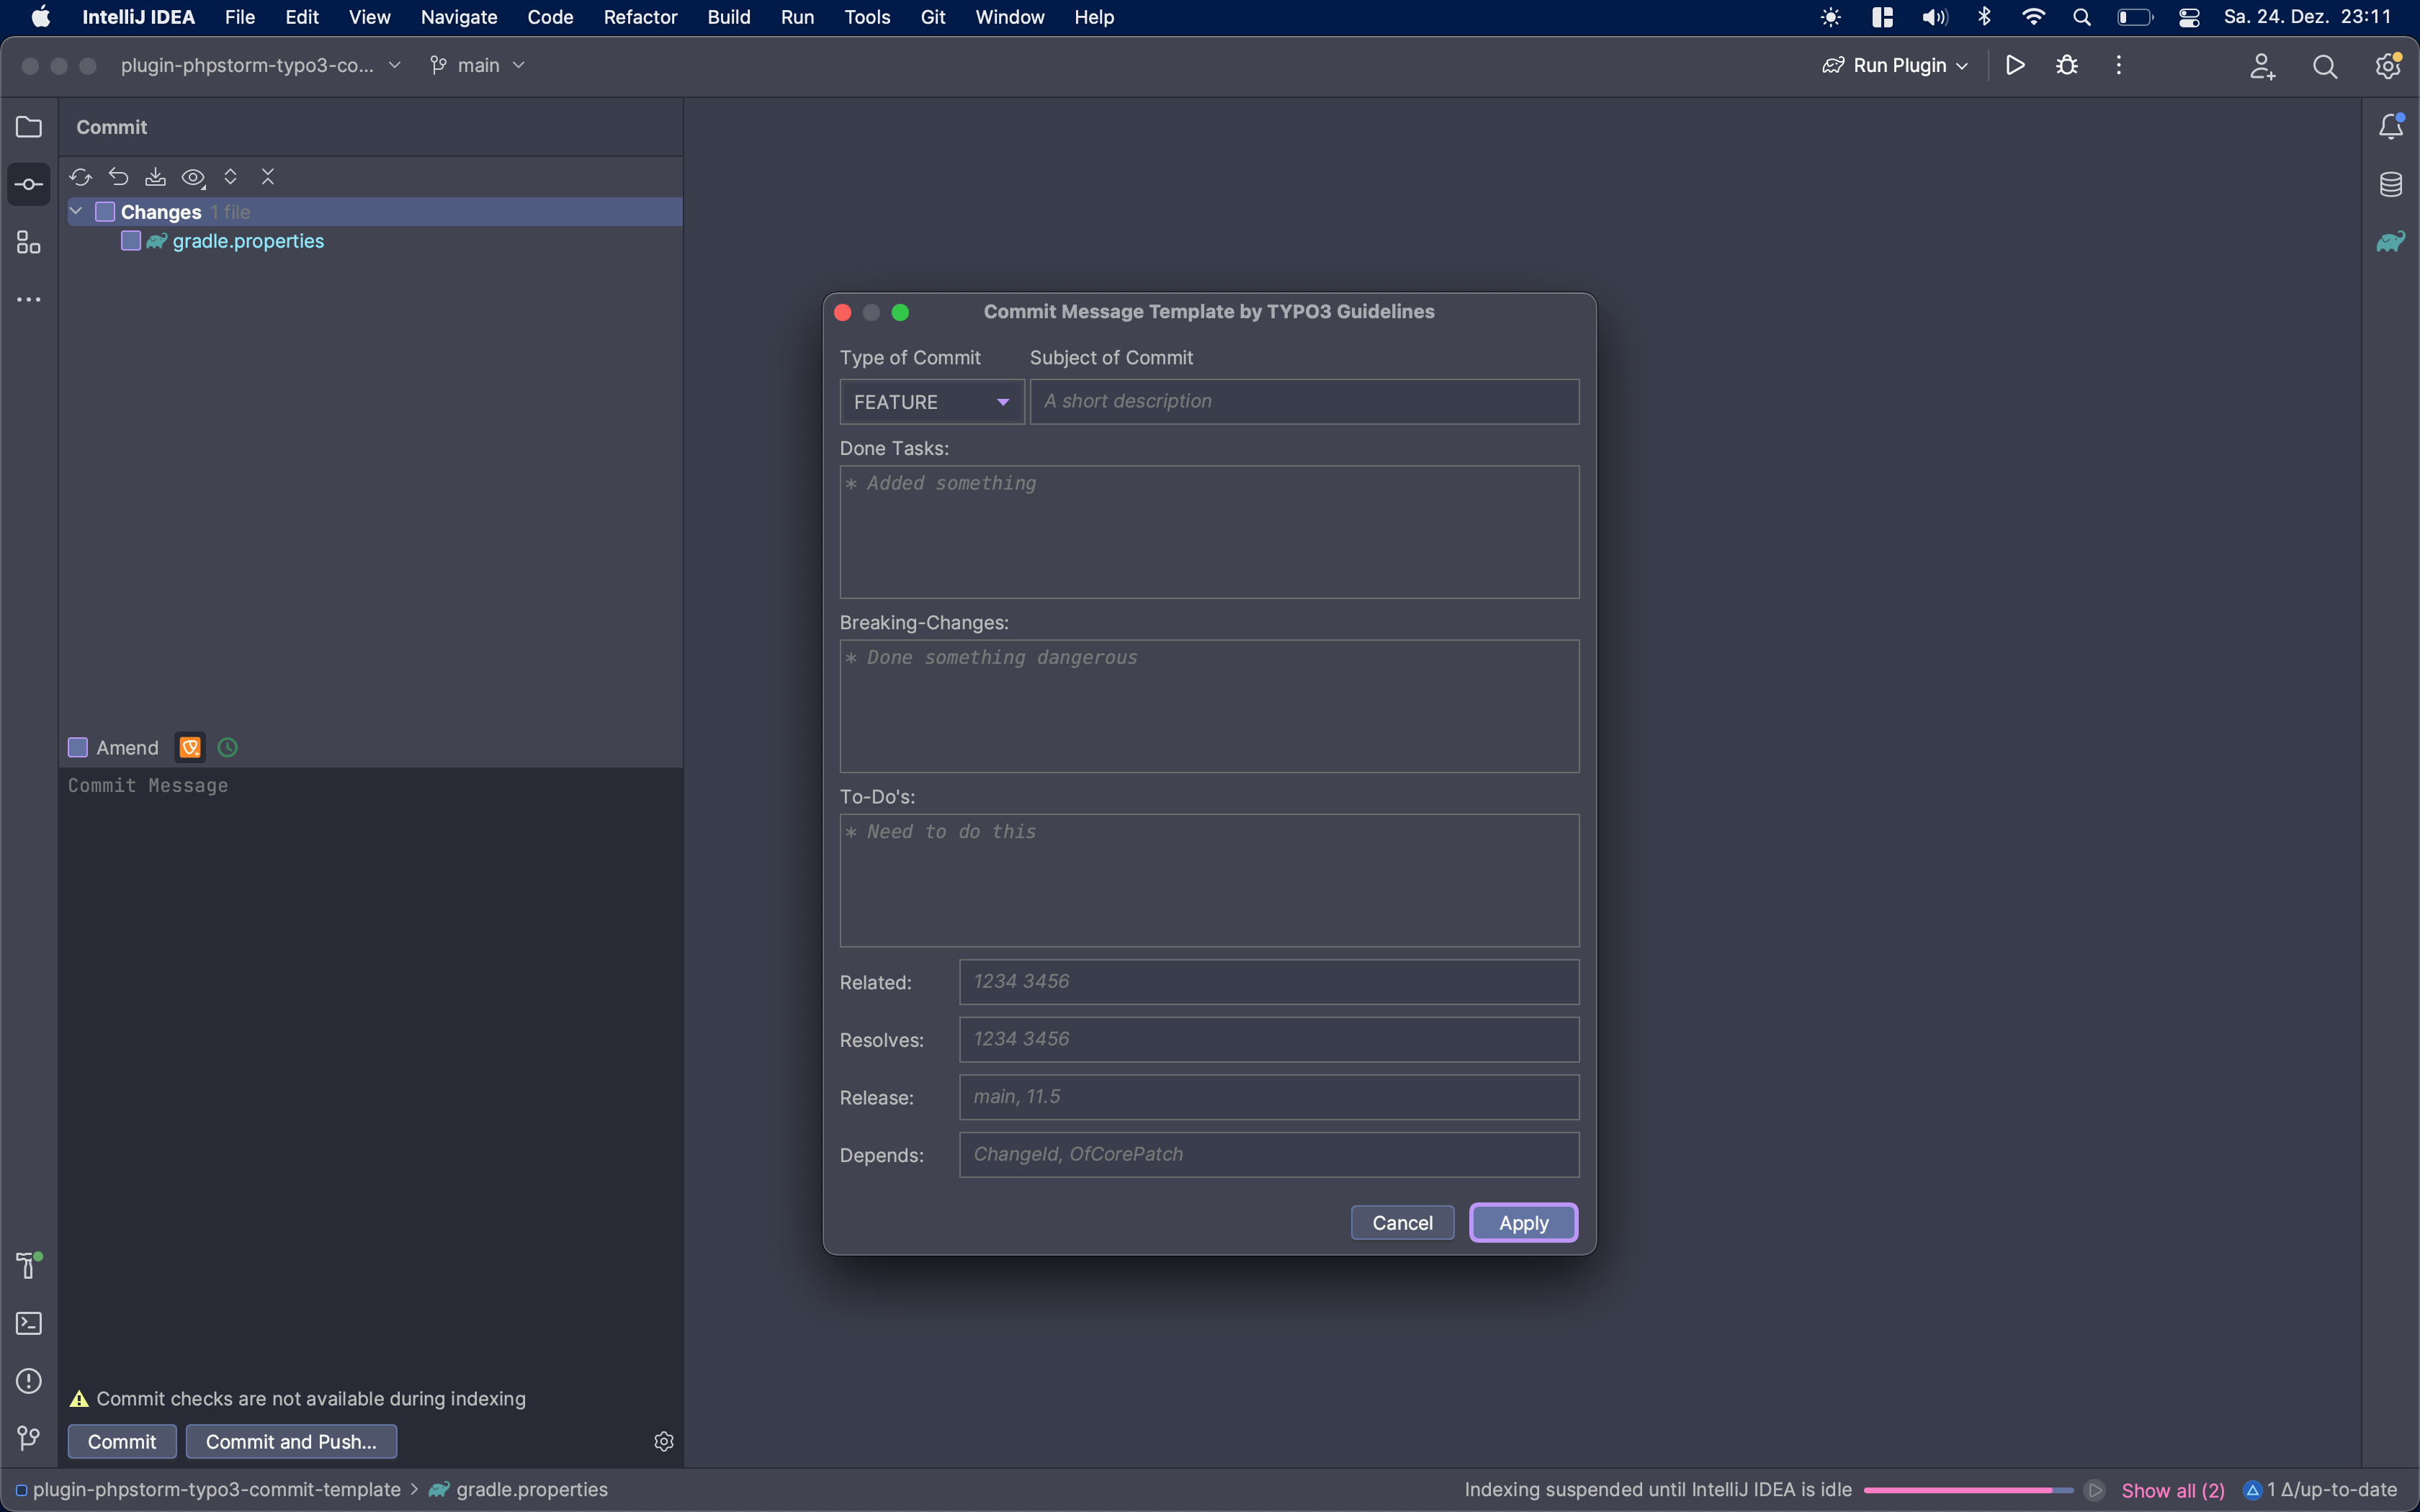 IntelliJ IDEA File Edit View Navigate Code Refactor Build Run Tools Git Window Help Sa. 24. Dez. 23:11
plugin-phpstorm-typo3-co... main Run Plugin
Commit
Changes 1 file
gradle.properties
Amend
Commit Message
Commit checks are not available during indexing
Commit Commit and Push...
Commit Message Template by TYPO3 Guidelines
Type of Commit Subject of Commit
FEATURE A short description
Done Tasks:
* Added something
Breaking-Changes:
* Done something dangerous
To-Do's:
* Need to do this
Related: 1234 3456
Resolves: 1234 3456
Release: main, 11.5
Depends: ChangeId, OfCorePatch
Cancel Apply
plugin-phpstorm-typo3-commit-template > gradle.properties Indexing suspended until IntelliJ IDEA is idle Show all (2) 1 Δ/up-to-date